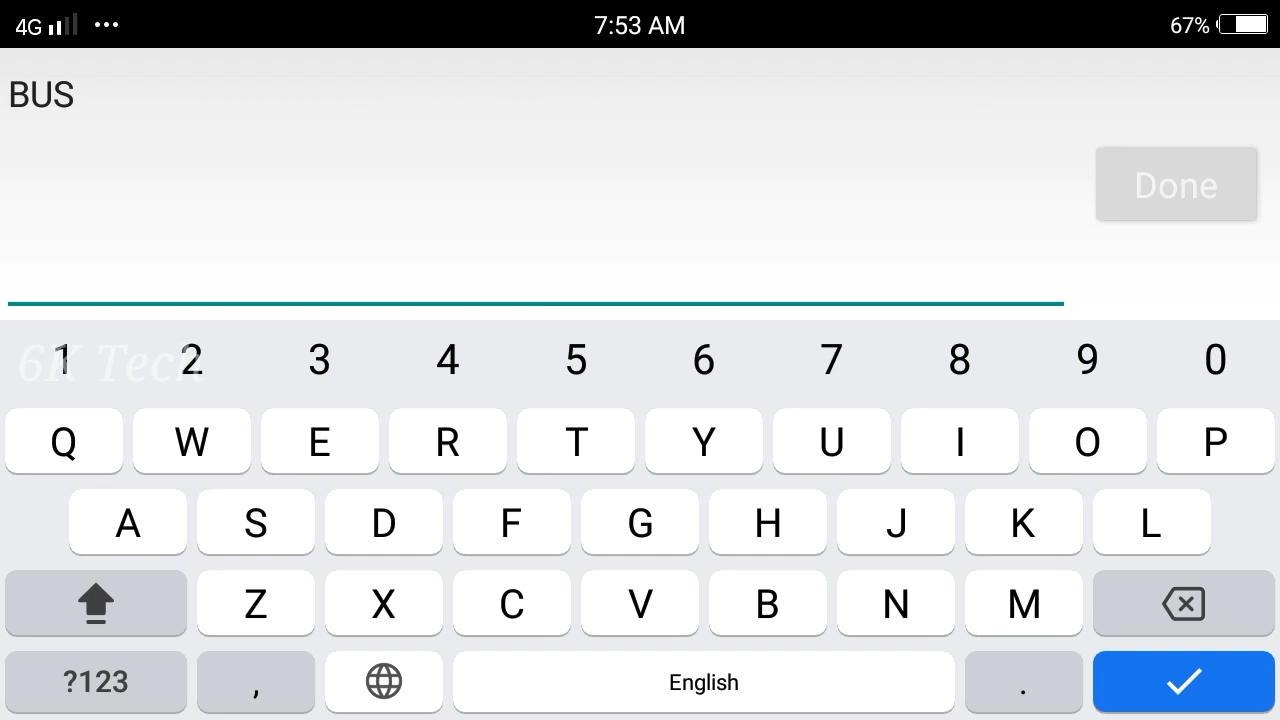 4G ••• 7:53 AM 67%
BUS
Done
1 2 3 4 5 6 7 8 9 0
6K Tech
Q W E R T Y U I O P
A S D F G H J K L
Z X C V B N M
?123 , English .